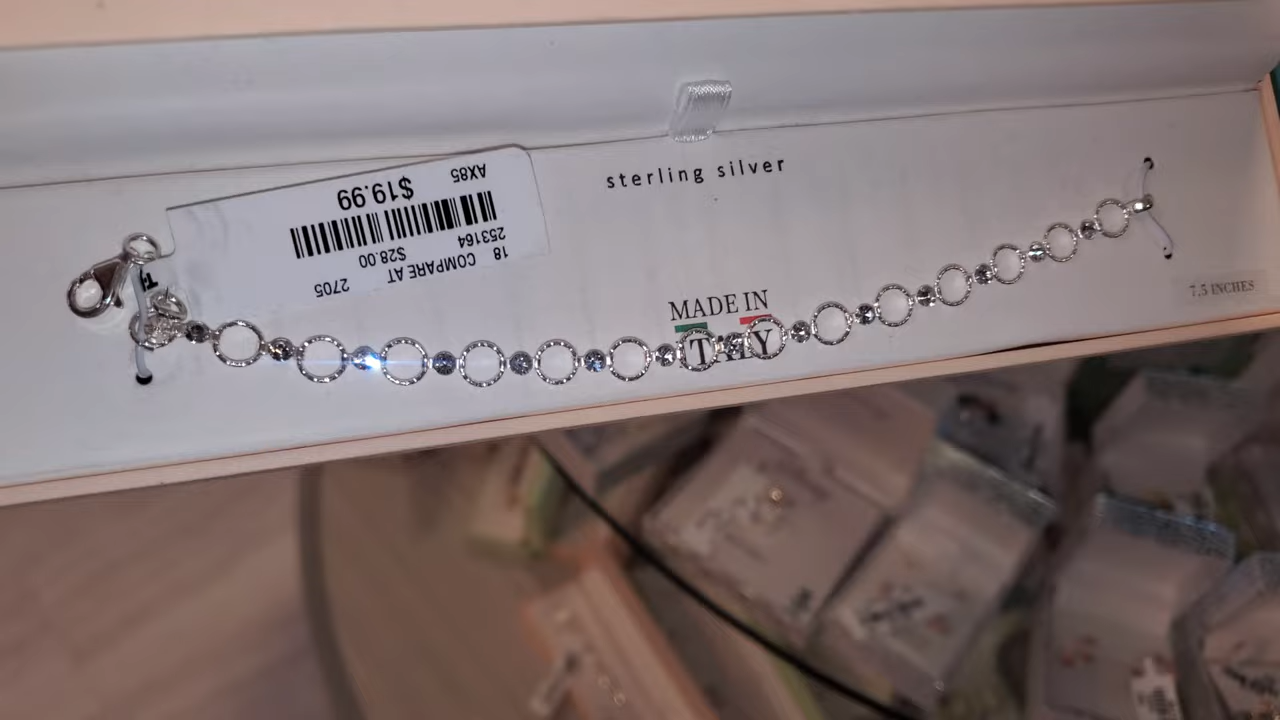 sterling silver
MADE IN
ITALY
7.5 INCHES
18 COMPARE AT 2705
253164 $28.00
$19.99 AX85